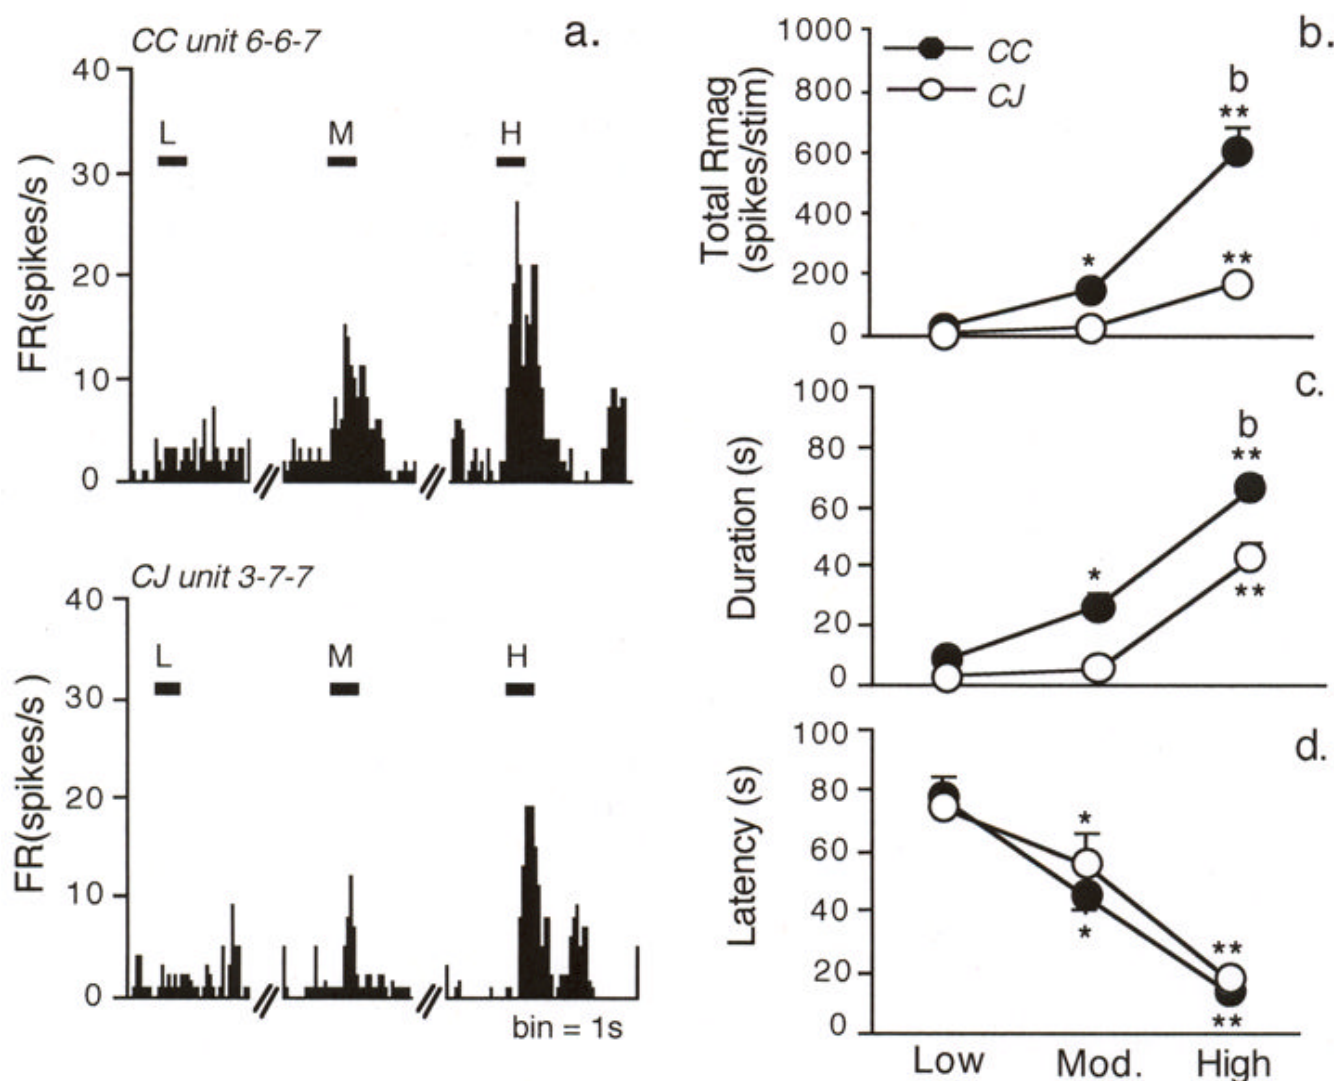 CC unit 6-6-7
a.
40
30
20
10
0
FR(spikes/s )
L
M
H
CJ unit 3-7-7
40
30
20
10
0
FR(spikes/s )
L
M
H
bin = 1s
b.
1000
800
600
400
200
0
Total Rmag
(spikes/stim)
CC
CJ
*
b
**
**
c.
100
80
60
40
20
0
Duration (s)
*
b
**
**
d.
100
80
60
40
20
0
Latency (s)
*
*
**
**
Low
Mod.
High